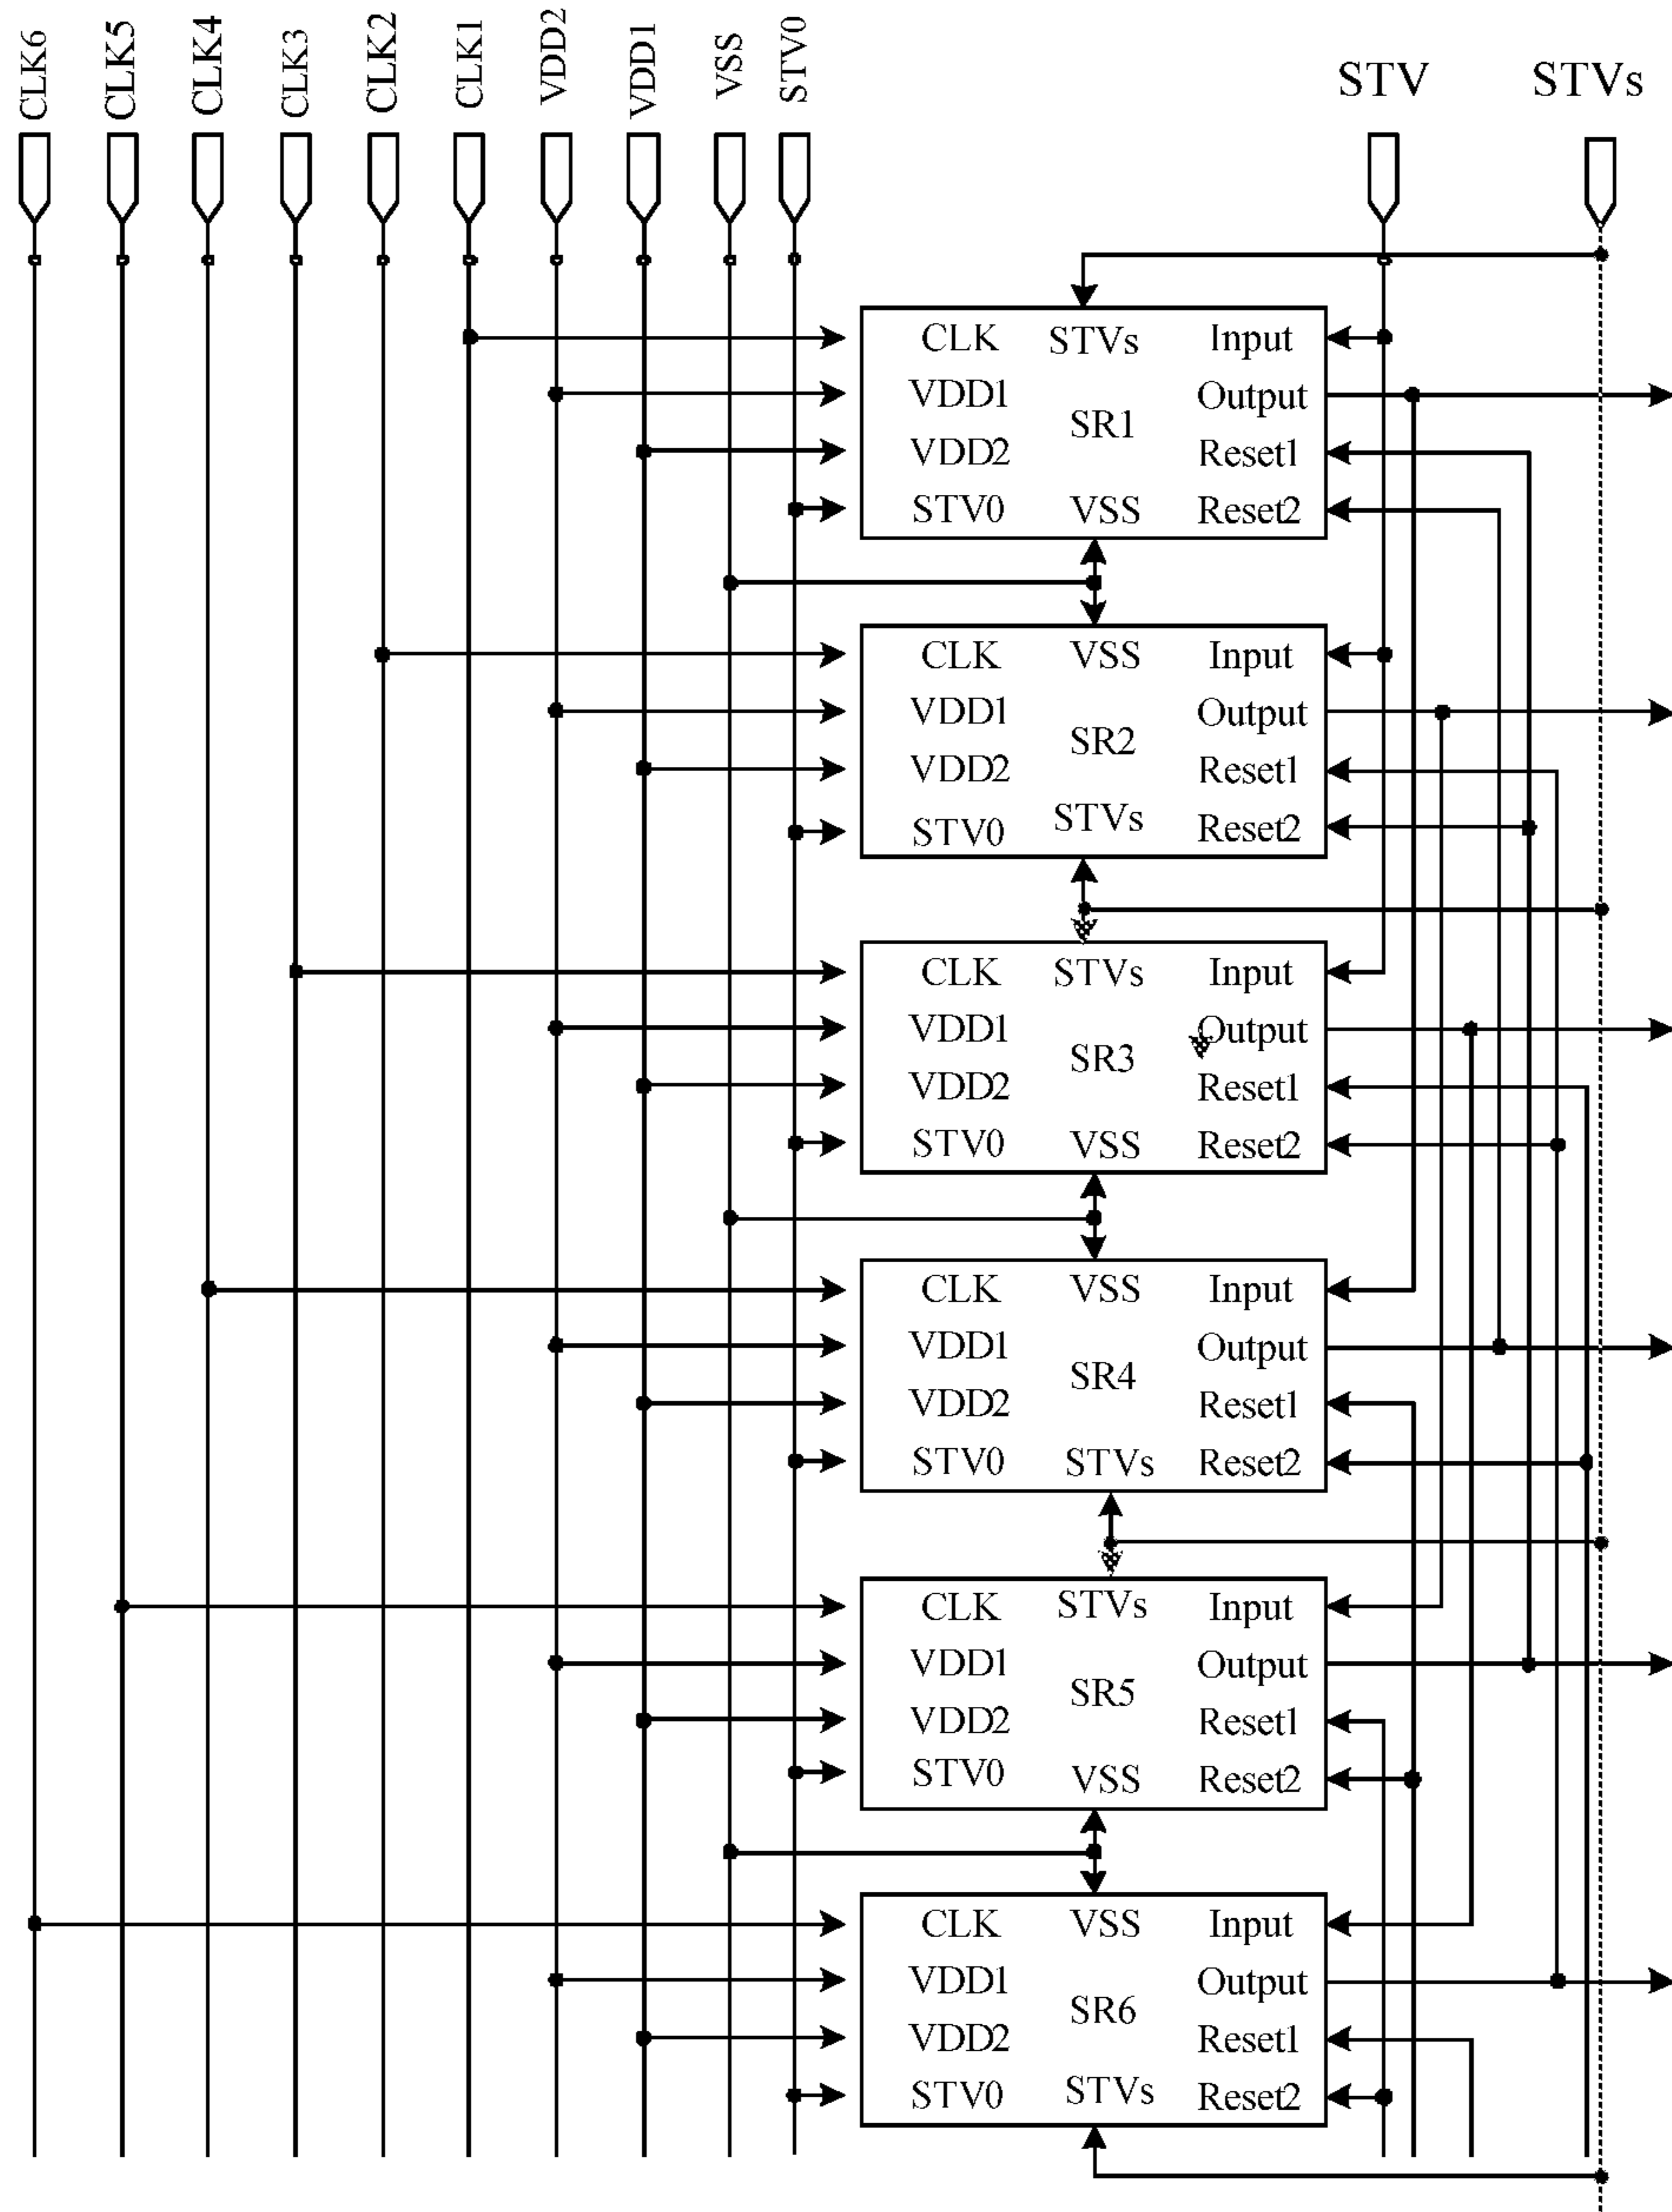 CLK6
CLK5
CLK4
CLK3
CLK2
CLK1
VDD2
VDD1
VSS
STV0
STV
STVs
CLK STVs Input
VDD1 Output
SR1
VDD2 Reset1
STV0 VSS Reset2
CLK VSS Input
VDD1 Output
SR2
VDD2 Reset1
STV0 STVs Reset2
CLK STVs Input
VDD1 Output
SR3
VDD2 Reset1
STV0 VSS Reset2
CLK VSS Input
VDD1 Output
SR4
VDD2 Reset1
STV0 STVs Reset2
CLK STVs Input
VDD1 Output
SR5
VDD2 Reset1
STV0 VSS Reset2
CLK VSS Input
VDD1 Output
SR6
VDD2 Reset1
STV0 STVs Reset2